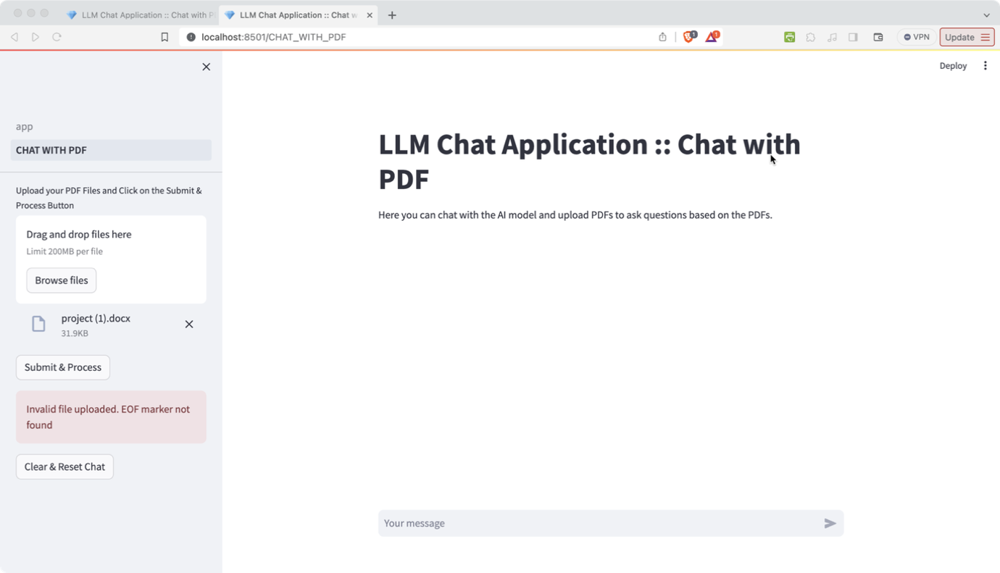 LLM Chat Application :: Chat with P
LLM Chat Application :: Chat w
localhost:8501/CHAT_WITH_PDF
1
1
VPN
Update
Deploy
app
CHAT WITH PDF
Upload your PDF Files and Click on the Submit &
Process Button
Drag and drop files here
Limit 200MB per file
Browse files
project (1).docx
31.9KB
Submit & Process
Invalid file uploaded. EOF marker not
found
Clear & Reset Chat
LLM Chat Application :: Chat with
PDF
Here you can chat with the AI model and upload PDFs to ask questions based on the PDFs.
Your message